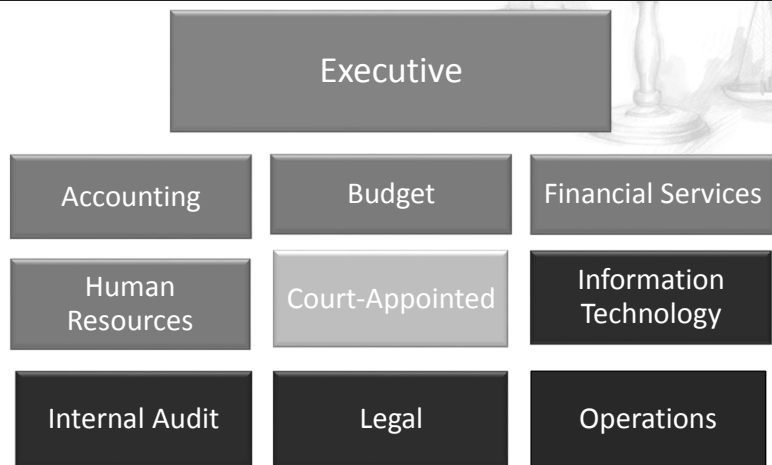 Executive
Accounting
Budget
Financial Services
Human
Resources
Court-Appointed
Information
Technology
Internal Audit
Legal
Operations